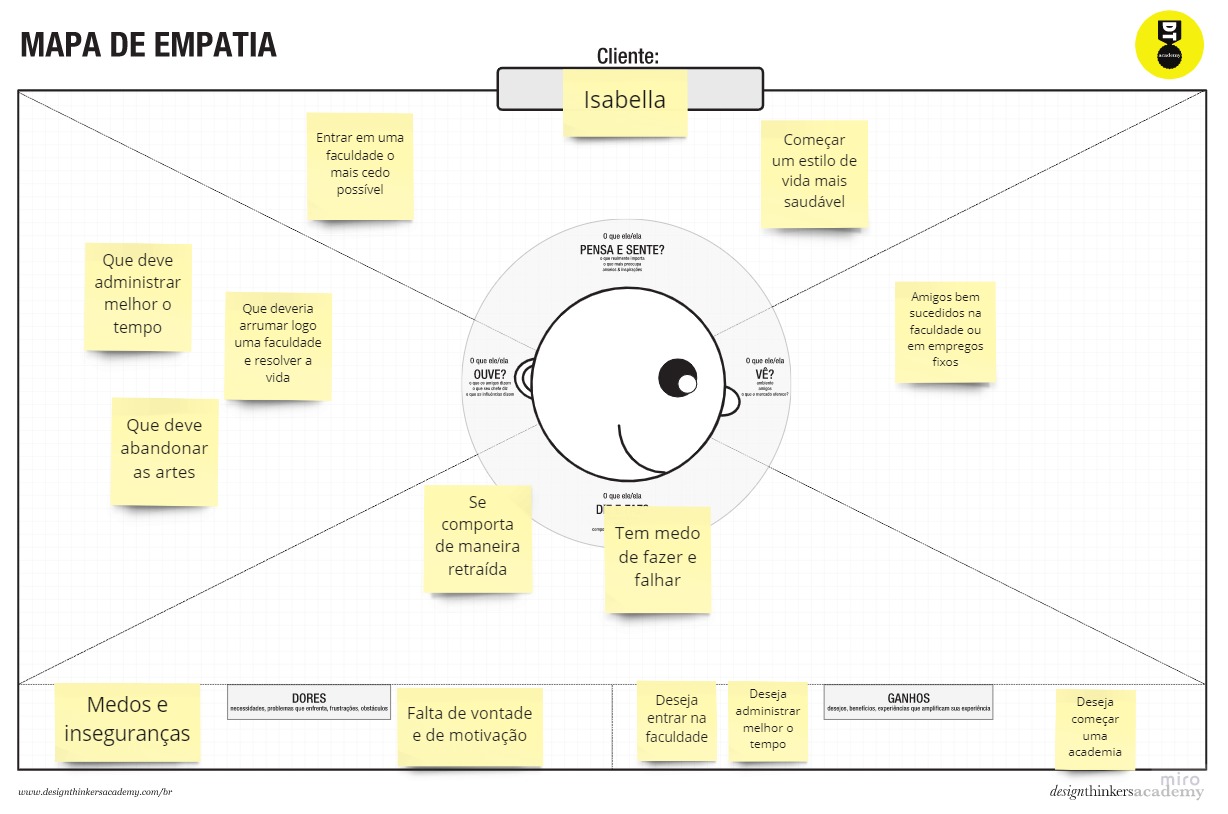 MAPA DE EMPATIA
DT
academy
Cliente:
Isabella
Entrar em uma
faculdade o
mais cedo
possível
Começar
um estilo de
vida mais
saudável
O que ele/ela
PENSA E SENTE?
o que realmente importa
o que mais preocupa
anseios & inspirações
Que deve
administrar
melhor o
tempo
Que deveria
arrumar logo
uma faculdade
e resolver a
vida
Que deve
abandonar
as artes
O que ele/ela
OUVE?
o que os amigos dizem
o que seu chefe diz
e que as influências dizem
O que ele/ela
VÊ?
ambiente
amigos
o que o mercado oferece?
Amigos bem
sucedidos na
faculdade ou
em empregos
fixos
O que ele/ela
Se
comporta
de maneira
retraída
Tem medo
de fazer e
falhar
Medos e
inseguranças
DORES
necessidades, problemas que enfrenta, frustrações, obstáculos
Falta de vontade
e de motivação
Deseja
entrar na
faculdade
Deseja
administrar
melhor o
tempo
GANHOS
desejos, benefícios, experiências que amplificam sua experiência
Deseja
começar
uma
academia
www.designthinkersacademy.com/br
miro
designthinkersacademy